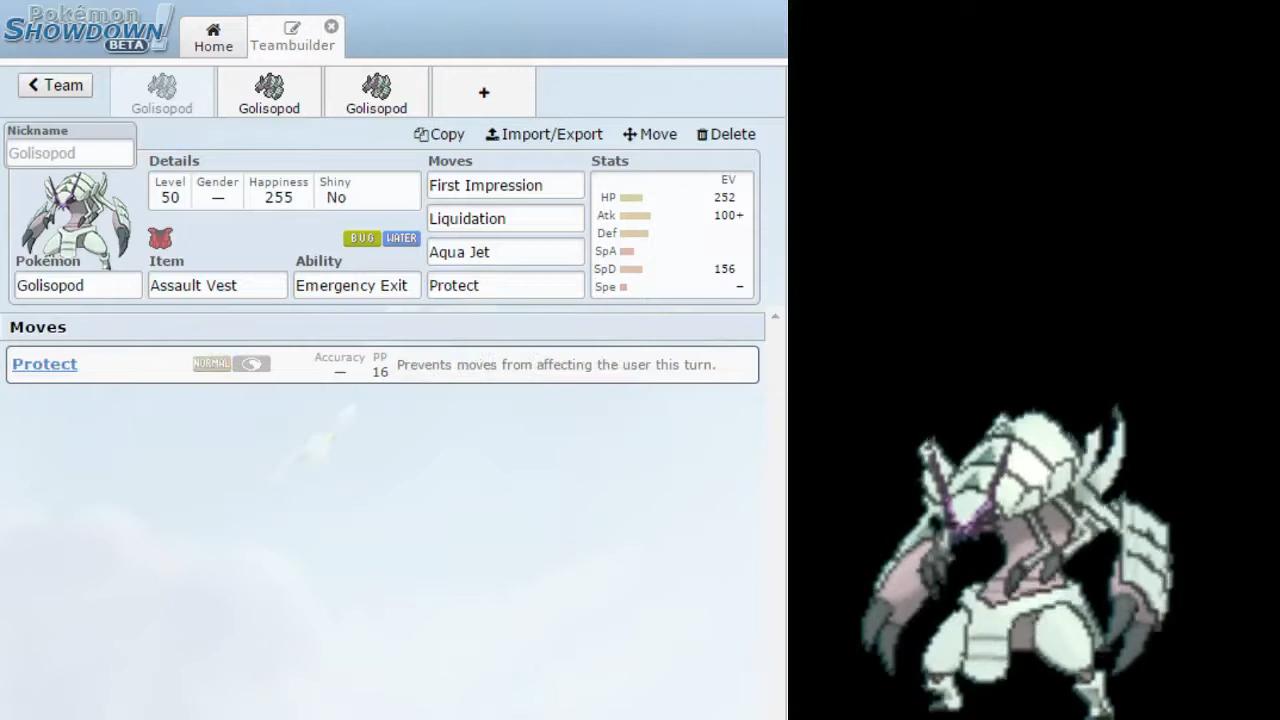 Pokémon
SHOWDOWN!
BETA
Home
Teambuilder
Team
Golisopod
Golisopod
Golisopod
+
Copy
Import/Export
Move
Delete
Nickname
Golisopod
Details
Level
50
Gender
—
Happiness
255
Shiny
No
BUG
WATER
Pokémon
Golisopod
Item
Assault Vest
Ability
Emergency Exit
Moves
First Impression
Liquidation
Aqua Jet
Protect
Stats
EV
HP 252
Atk 100+
Def
SpA
SpD 156
Spe –
Moves
Protect
NORMAL
Accuracy
—
PP
16
Prevents moves from affecting the user this turn.